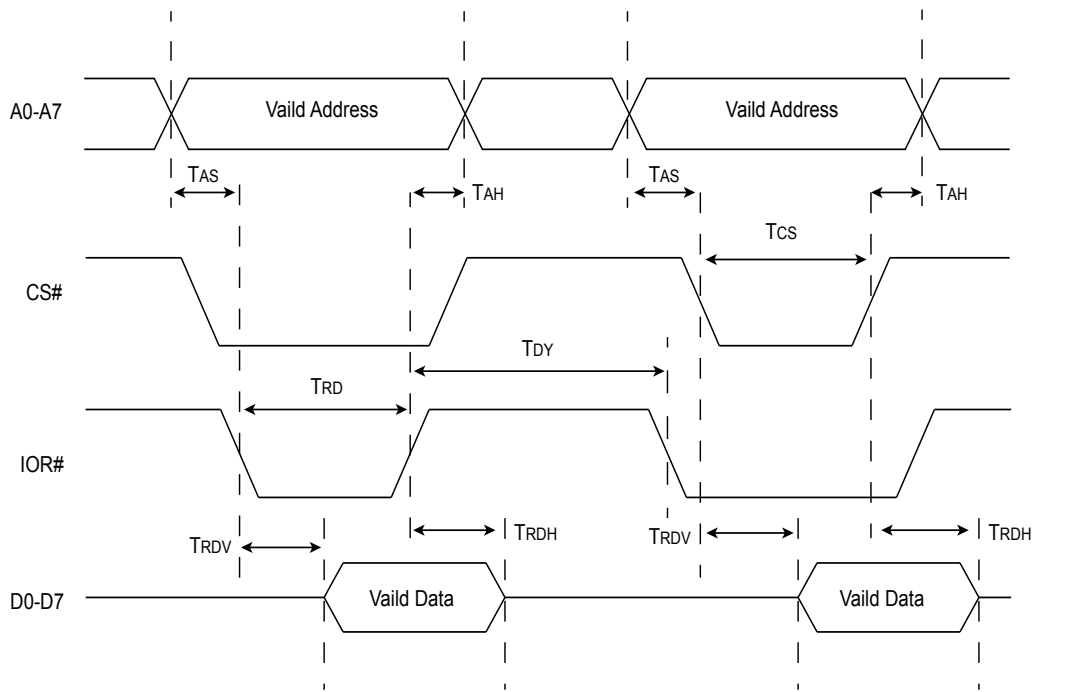 A0-A7
Vaild Address
Vaild Address
TAS
TAH
TAS
TAH
TCS
CS#
TDY
TRD
IOR#
TRDV
TRDH
TRDV
TRDH
D0-D7
Vaild Data
Vaild Data